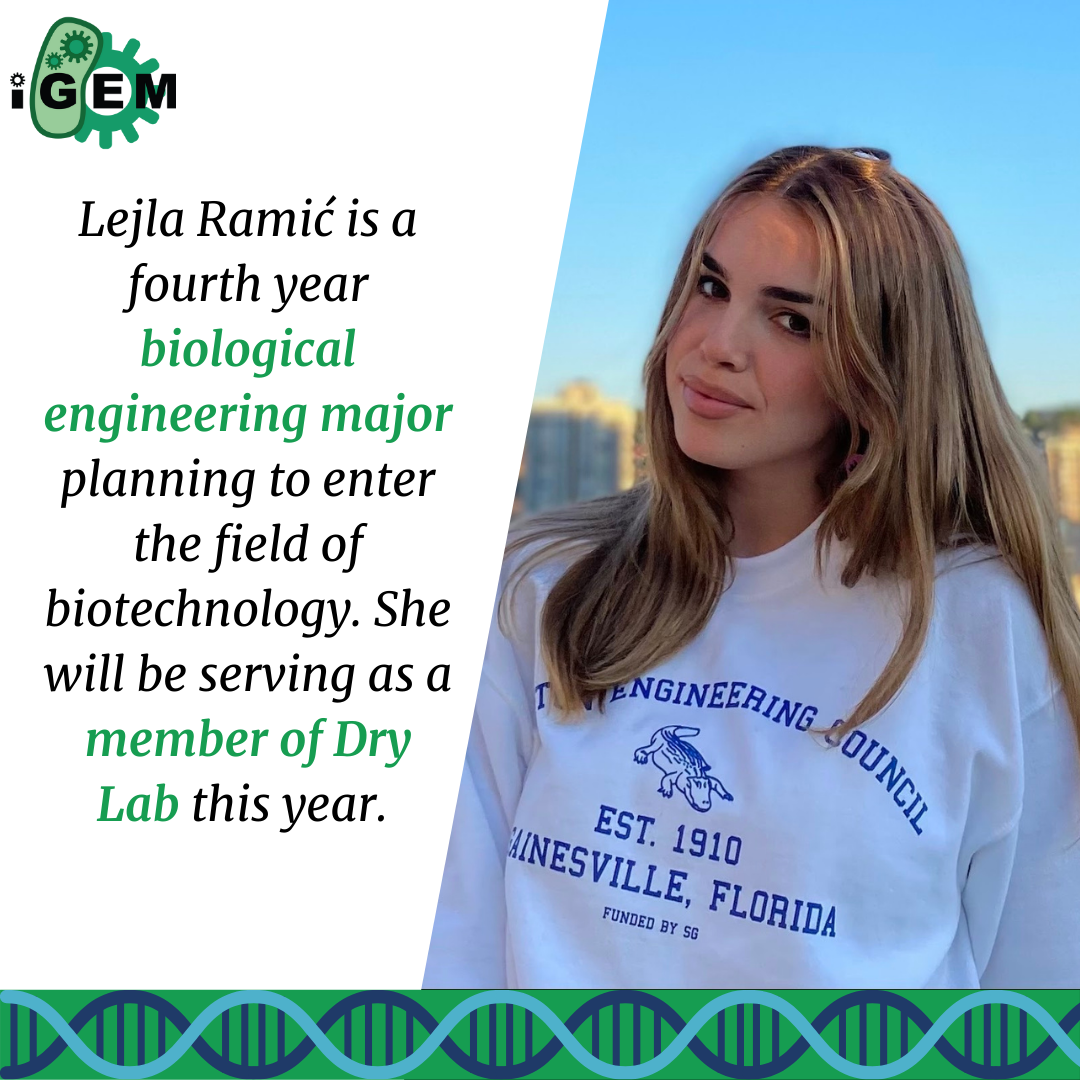 iGEM
Lejla Ramić is a
fourth year
biological
engineering major
planning to enter
the field of
biotechnology. She
will be serving as a
member of Dry
Lab this year.
ENGINEERING COUNCIL
EST. 1910
AINESVILLE, FLORIDA
FUNDED BY SG